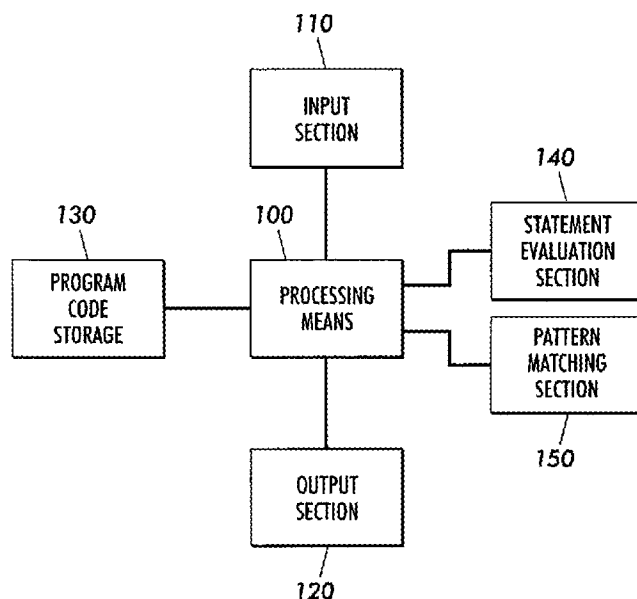 110
INPUT
SECTION
140
STATEMENT
EVALUATION
SECTION
130
PROGRAM
CODE
STORAGE
100
PROCESSING
MEANS
PATTERN
MATCHING
SECTION
150
OUTPUT
SECTION
120